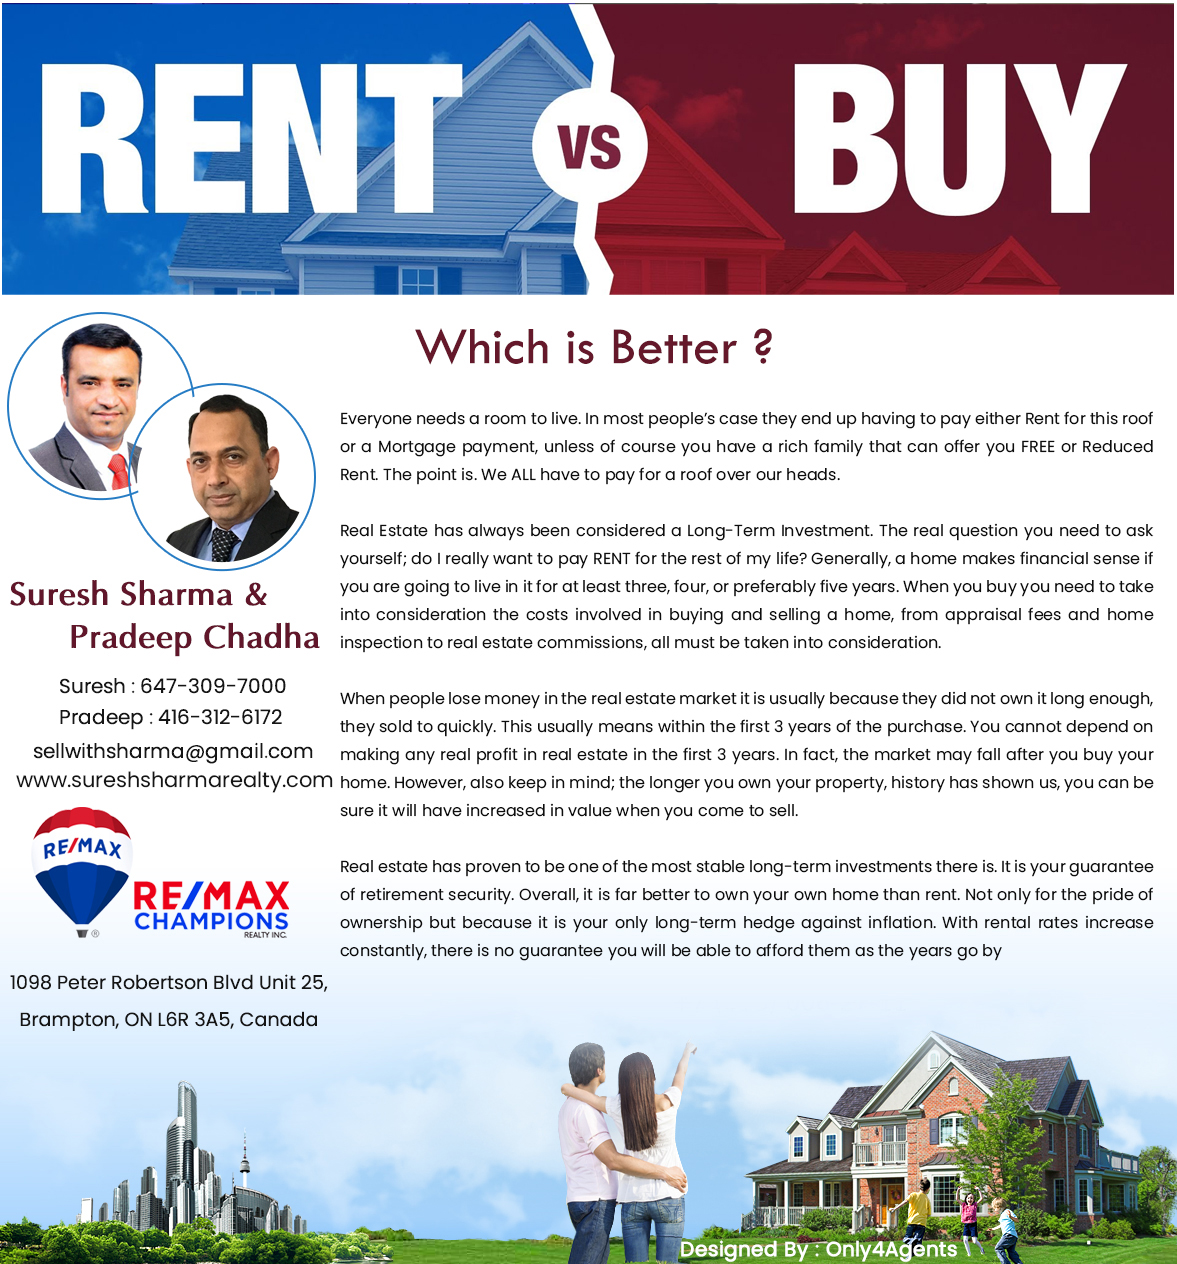 RENT VS BUY
Which is Better ?
Everyone needs a room to live. In most people's case they end up having to pay either Rent for this roof
or a Mortgage payment, unless of course you have a rich family that can offer you FREE or Reduced
Rent. The point is. We ALL have to pay for a roof over our heads.
Real Estate has always been considered a Long-Term Investment. The real question you need to ask
yourself; do I really want to pay RENT for the rest of my life? Generally, a home makes financial sense if
you are going to live in it for at least three, four, or preferably five years. When you buy you need to take
into consideration the costs involved in buying and selling a home, from appraisal fees and home
inspection to real estate commissions, all must be taken into consideration.
When people lose money in the real estate market it is usually because they did not own it long enough,
they sold to quickly. This usually means within the first 3 years of the purchase. You cannot depend on
making any real profit in real estate in the first 3 years. In fact, the market may fall after you buy your
home. However, also keep in mind; the longer you own your property, history has shown us, you can be
sure it will have increased in value when you come to sell.
Real estate has proven to be one of the most stable long-term investments there is. It is your guarantee
of retirement security. Overall, it is far better to own your own home than rent. Not only for the pride of
ownership but because it is your only long-term hedge against inflation. With rental rates increase
constantly, there is no guarantee you will be able to afford them as the years go by
Suresh Sharma &
Pradeep Chadha
Suresh : 647-309-7000
Pradeep : 416-312-6172
sellwithsharma@gmail.com
www.sureshsharmarealty.com
RE/MAX
®
RE/MAX
CHAMPIONS
REALTY INC.
1098 Peter Robertson Blvd Unit 25,
Brampton, ON L6R 3A5, Canada
Designed By : Only4Agents